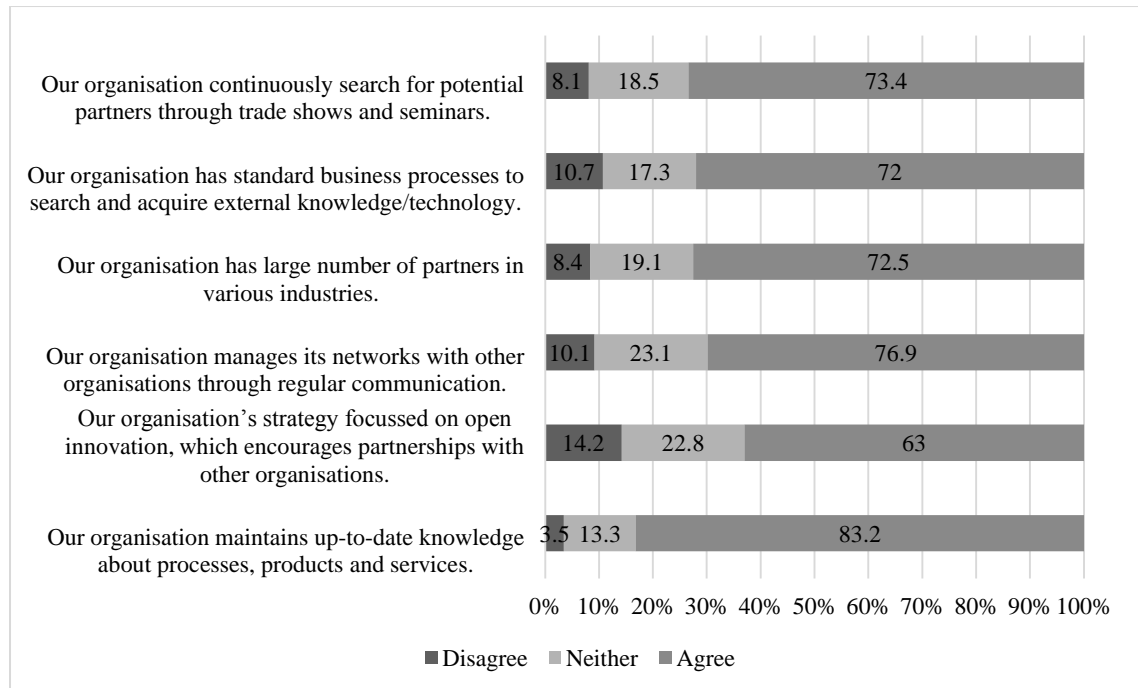 Our organisation continuously search for potential
partners through trade shows and seminars.
8.1 18.5 73.4
Our organisation has standard business processes to
search and acquire external knowledge/technology.
10.7 17.3 72
Our organisation has large number of partners in
various industries.
8.4 19.1 72.5
Our organisation manages its networks with other
organisations through regular communication.
10.1 23.1 76.9
Our organisation’s strategy focussed on open
innovation, which encourages partnerships with
other organisations.
14.2 22.8 63
Our organisation maintains up-to-date knowledge
about processes, products and services.
3.5 13.3 83.2
0% 10% 20% 30% 40% 50% 60% 70% 80% 90% 100%
Disagree Neither Agree